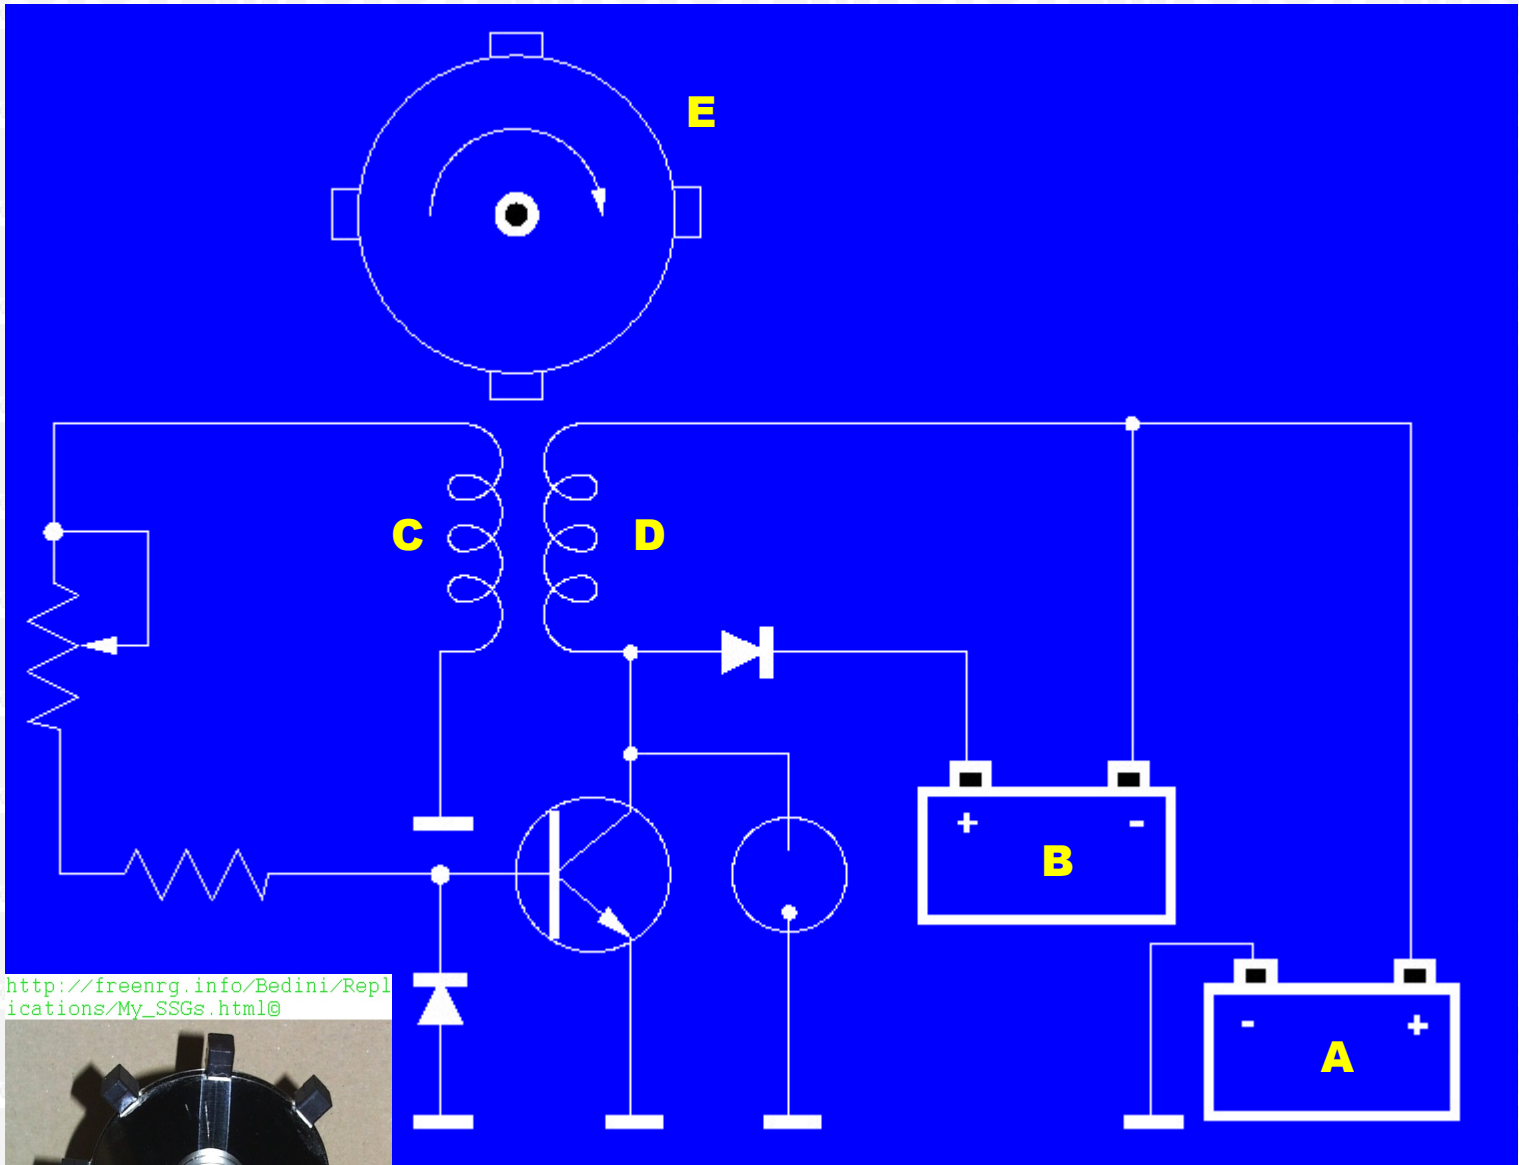 E
C
D
+
-
B
-
+
A
http://freenrg.info/Bedini/Repl
ications/My_SSGs.html©